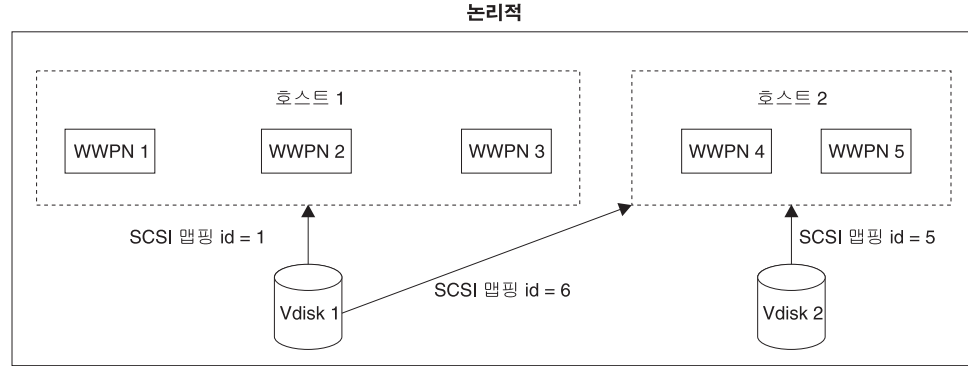 논리적
호스트 1
호스트 2
WWPN 1
WWPN 2
WWPN 3
WWPN 4
WWPN 5
SCSI 맵핑 id = 1
SCSI 맵핑 id = 5
SCSI 맵핑 id = 6
Vdisk 1
Vdisk 2